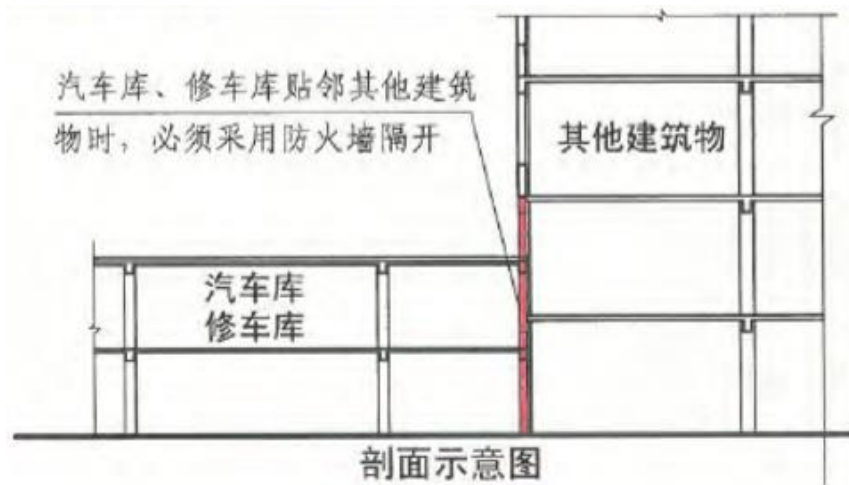 汽车库、修车库贴邻其他建筑
物时，必须采用防火墙隔开
其他建筑物
汽车库
修车库
剖面示意图